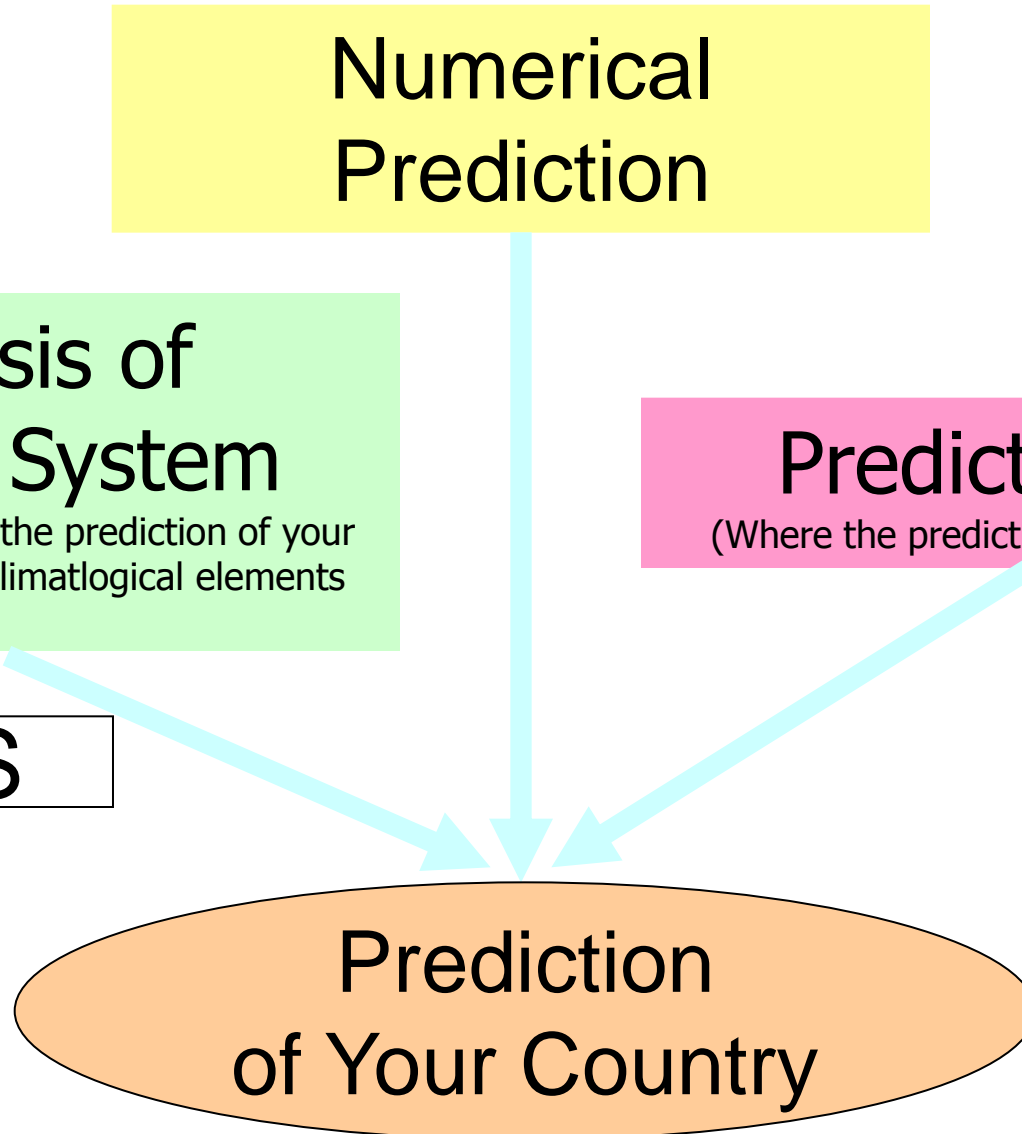 Numerical
Prediction
sis of
System
the prediction of your
limatlogical elements
Predict
(Where the predict
S
Prediction
of Your Country